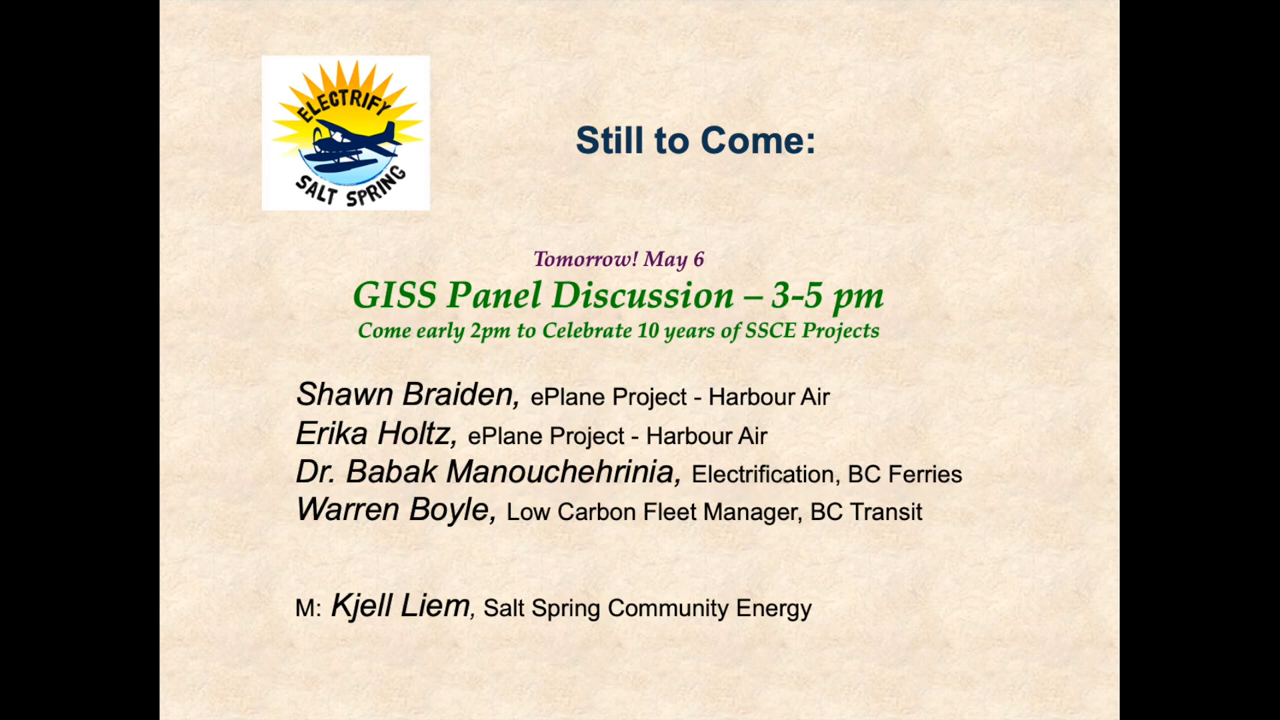 ELECTRIFY
SALT SPRING
Still to Come:
Tomorrow! May 6
GISS Panel Discussion – 3-5 pm
Come early 2pm to Celebrate 10 years of SSCE Projects
Shawn Braiden, ePlane Project - Harbour Air
Erika Holtz, ePlane Project - Harbour Air
Dr. Babak Manouchehrinia, Electrification, BC Ferries
Warren Boyle, Low Carbon Fleet Manager, BC Transit
M: Kjell Liem, Salt Spring Community Energy